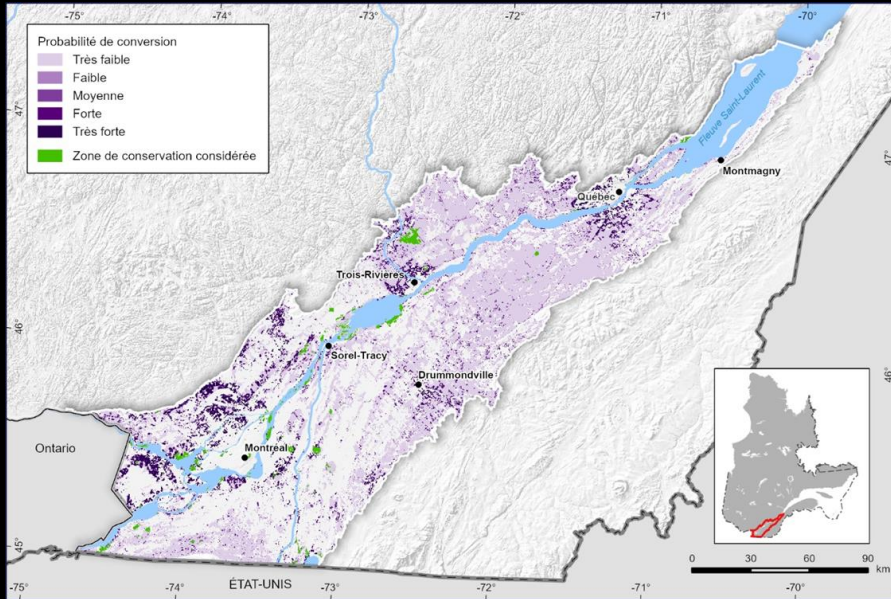 -74°
-73°
-72°
-71°
-70°
Probabilité de conversion
Très faible
Faible
Moyenne
Forte
Très forte
Zone de conservation considérée
47°
47°
Fleuve Saint-Laurent
Montmagny
Québec
Trois-Rivières
46°
46°
Sorel-Tracy
Drummondville
Ontario
Montréal
45°
0 30 60 90
km
ÉTAT-UNIS
-75°
-74°
-73°
-72°
-71°
-70°